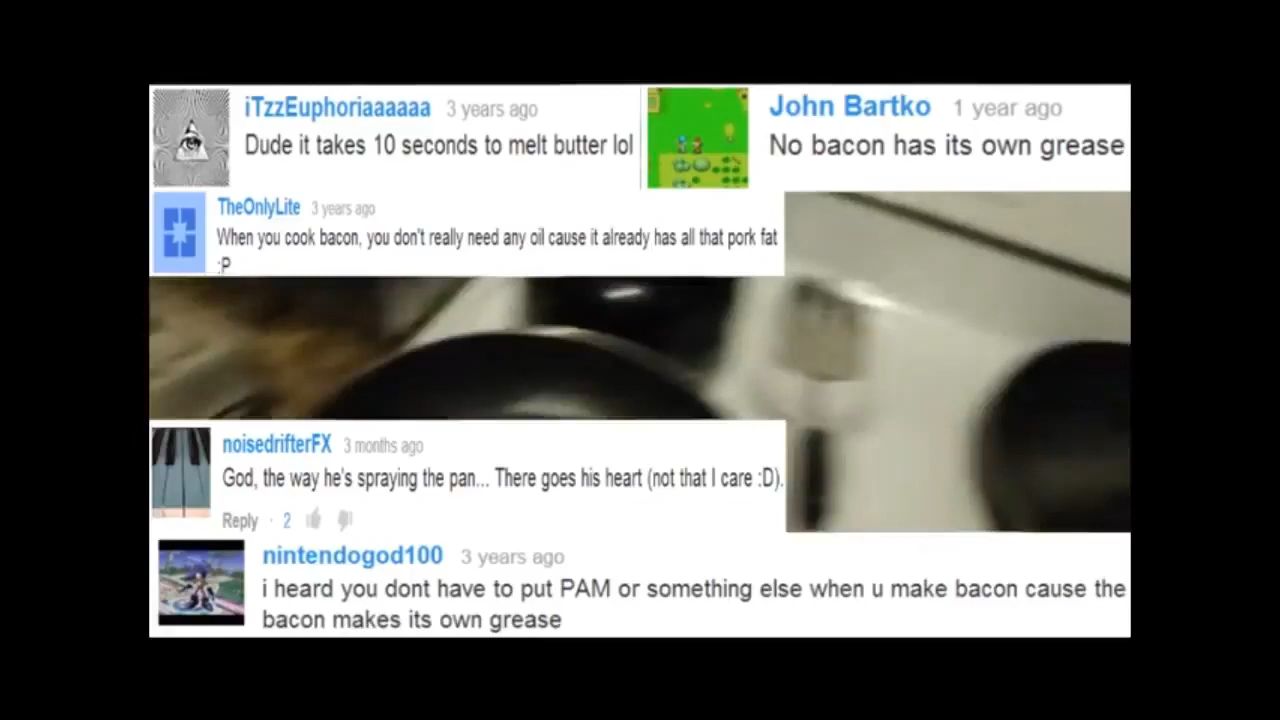 iTzzEuphoriaaaaaa 3 years ago
Dude it takes 10 seconds to melt butter lol
John Bartko 1 year ago
No bacon has its own grease
TheOnlyLite 3 years ago
When you cook bacon, you don't really need any oil cause it already has all that pork fat
:P
noisedrifterFX 3 months ago
God, the way he's spraying the pan... There goes his heart (not that I care :D).
Reply · 2
nintendogod100 3 years ago
i heard you dont have to put PAM or something else when u make bacon cause the
bacon makes its own grease